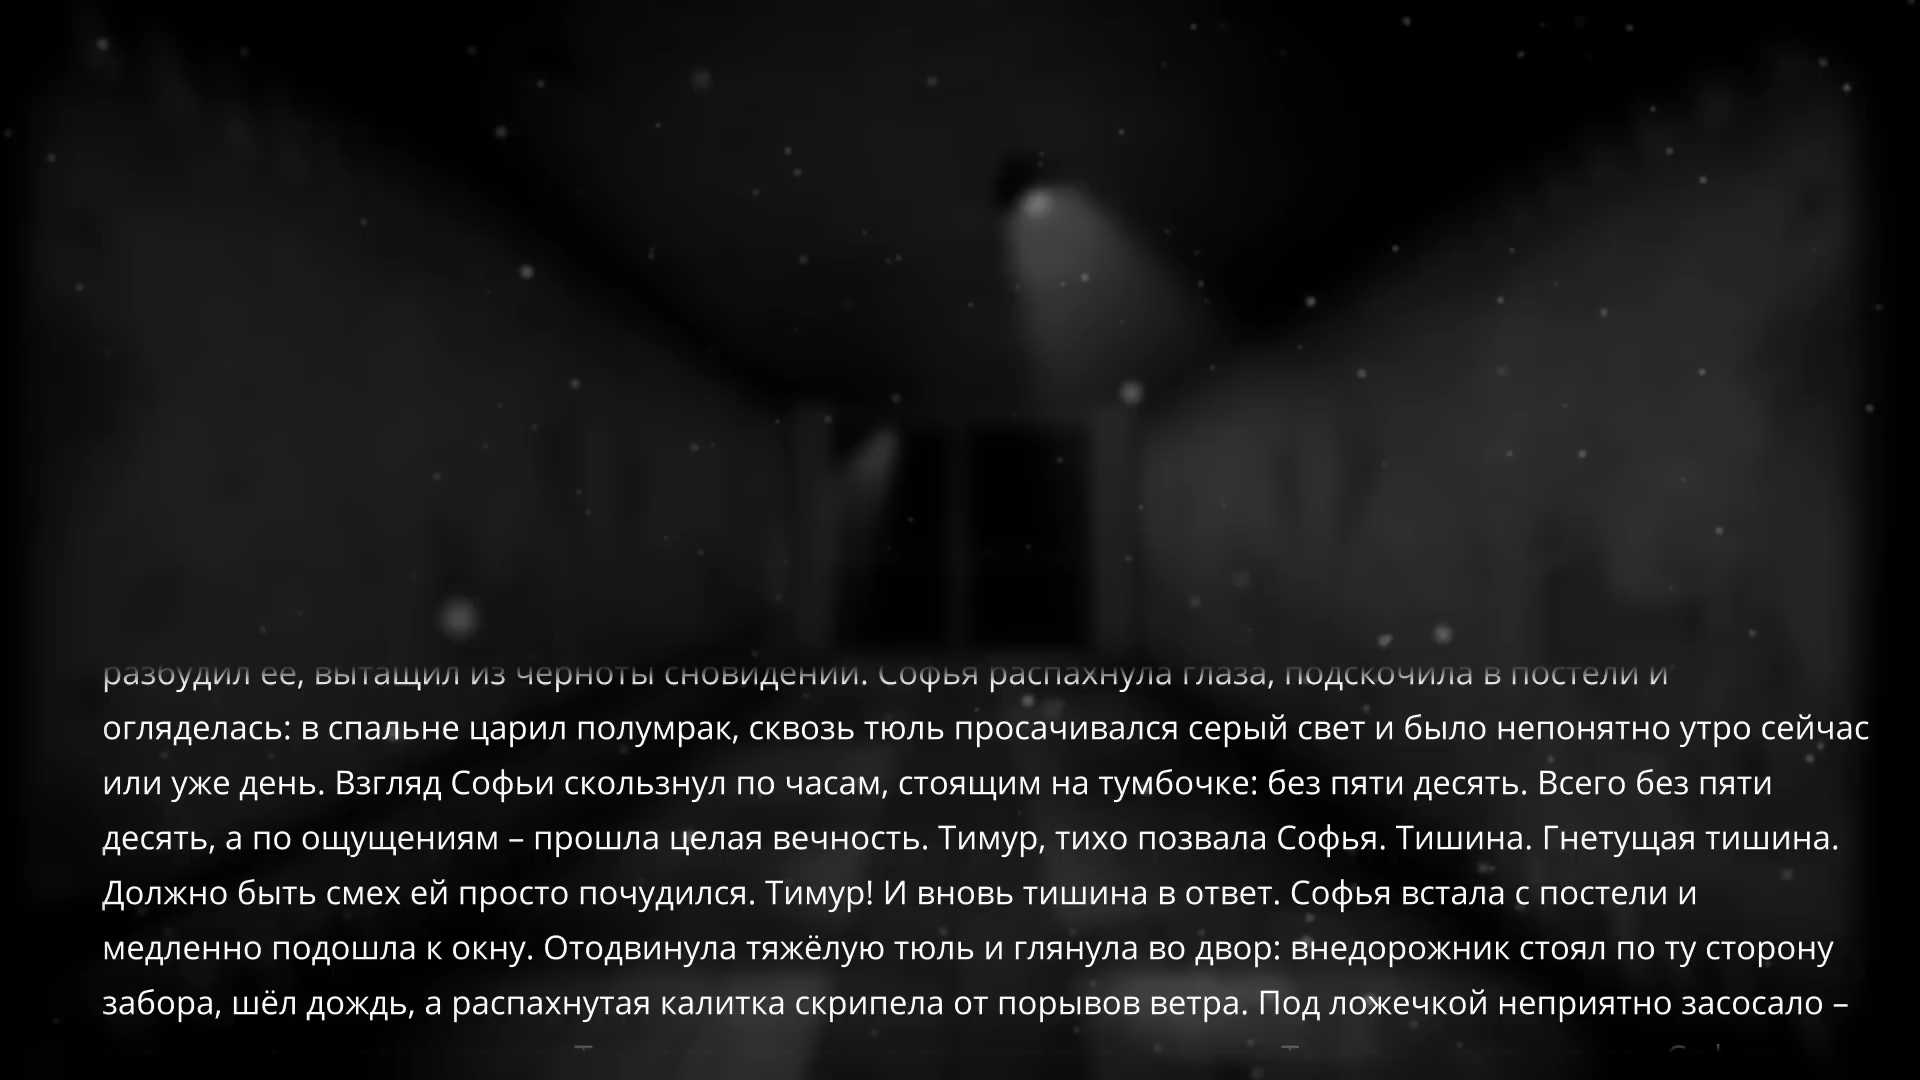 разбудил ее, вытащил из черноты сновидений. Софья распахнула глаза, подскочила в постели и
огляделась: в спальне царил полумрак, сквозь тюль просачивался серый свет и было непонятно утро сейчас
или уже день. Взгляд Софьи скользнул по часам, стоящим на тумбочке: без пяти десять. Всего без пяти
десять, а по ощущениям – прошла целая вечность. Тимур, тихо позвала Софья. Тишина. Гнетущая тишина.
Должно быть смех ей просто почудился. Тимур! И вновь тишина в ответ. Софья встала с постели и
медленно подошла к окну. Отодвинула тяжёлую тюль и глянула во двор: внедорожник стоял по ту сторону
забора, шёл дождь, а распахнутая калитка скрипела от порывов ветра. Под ложечкой неприятно засосало –